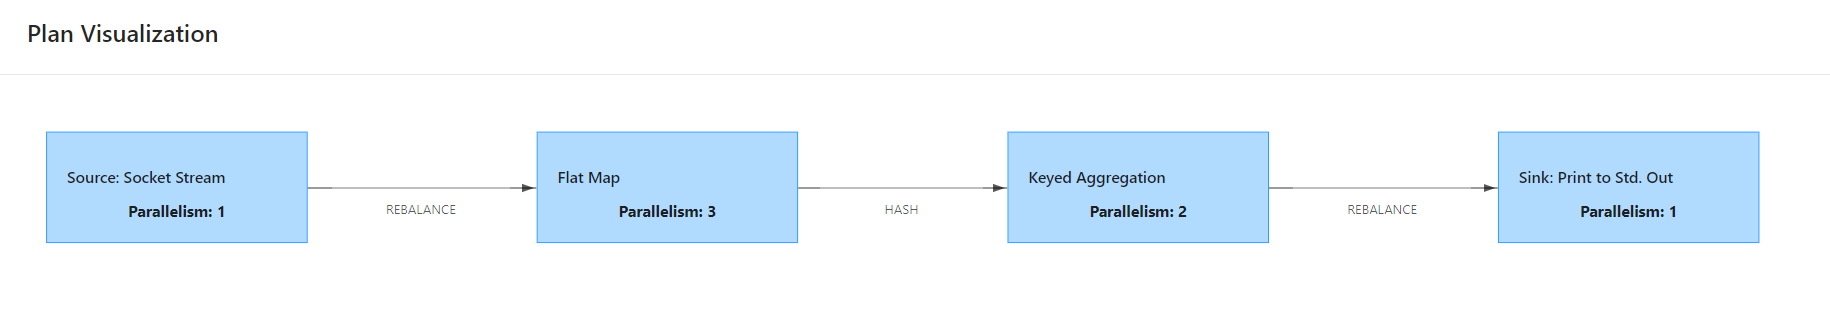 Plan Visualization
Source: Socket Stream
Parallelism: 1
REBALANCE
Flat Map
Parallelism: 3
HASH
Keyed Aggregation
Parallelism: 2
REBALANCE
Sink: Print to Std. Out
Parallelism: 1